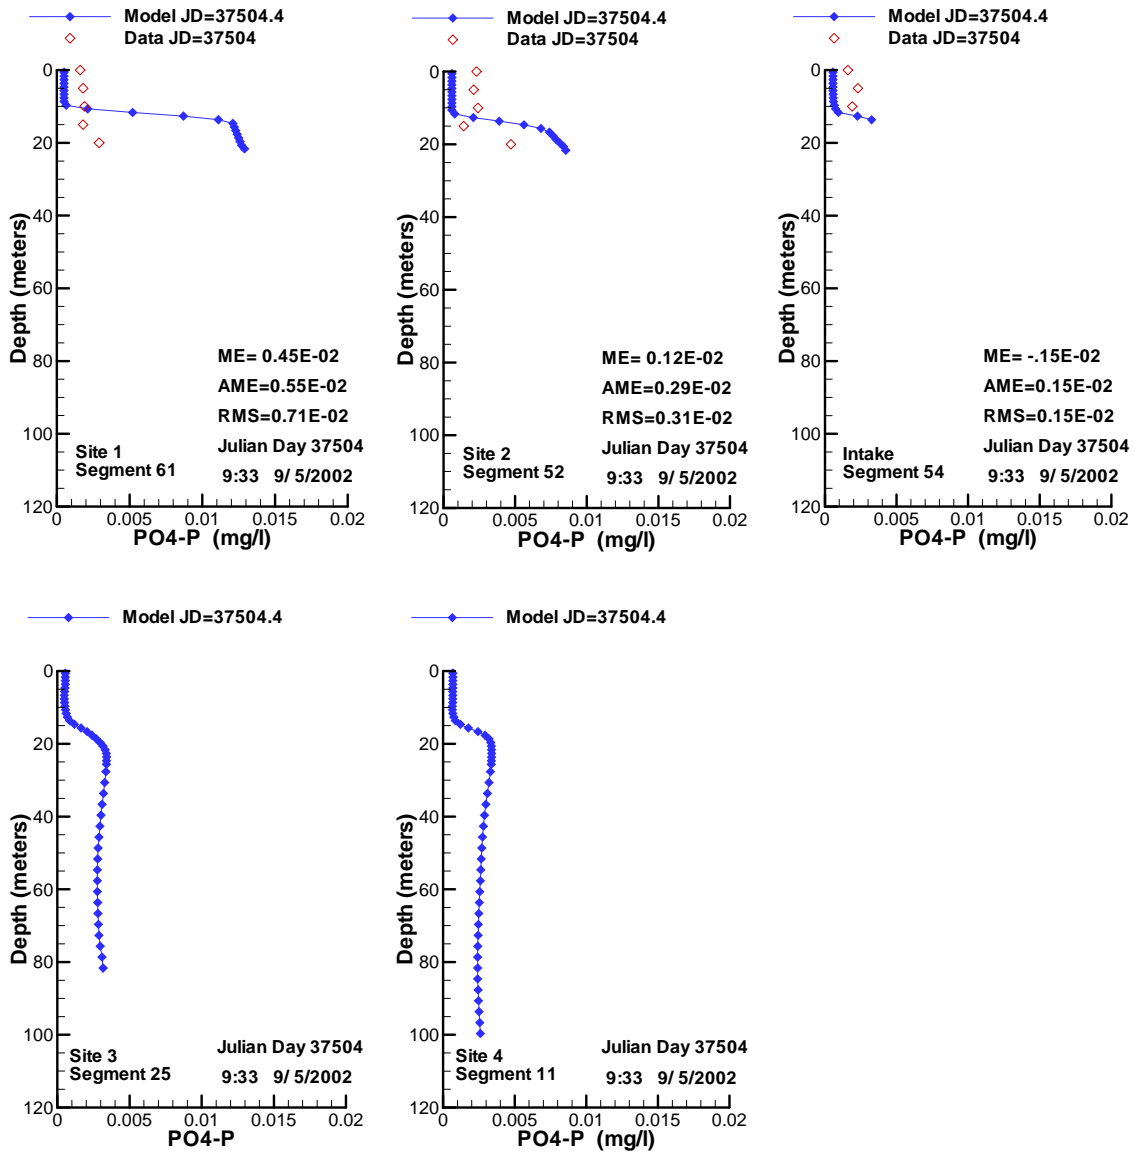 Model JD=37504.4
Data JD=37504
0
20
40
60
80
100
120
Depth (meters)
ME= 0.45E-02
AME=0.55E-02
RMS=0.71E-02
Julian Day 37504
9:33 9/ 5/2002
Site 1
Segment 61
0 0.005 0.01 0.015 0.02
PO4-P (mg/l)
Model JD=37504.4
Data JD=37504
0
20
40
60
80
100
120
Depth (meters)
ME= 0.12E-02
AME=0.29E-02
RMS=0.31E-02
Julian Day 37504
9:33 9/ 5/2002
Site 2
Segment 52
0 0.005 0.01 0.015 0.02
PO4-P (mg/l)
Model JD=37504.4
Data JD=37504
0
20
40
60
80
100
120
Depth (meters)
ME= -.15E-02
AME=0.15E-02
RMS=0.15E-02
Julian Day 37504
9:33 9/ 5/2002
Intake
Segment 54
0 0.005 0.01 0.015 0.02
PO4-P (mg/l)
Model JD=37504.4
0
20
40
60
80
100
120
Depth (meters)
Site 3
Segment 25
Julian Day 37504
9:33 9/ 5/2002
0 0.005 0.01 0.015 0.02
PO4-P
Model JD=37504.4
0
20
40
60
80
100
120
Depth (meters)
Site 4
Segment 11
Julian Day 37504
9:33 9/ 5/2002
0 0.005 0.01 0.015 0.02
PO4-P (mg/l)